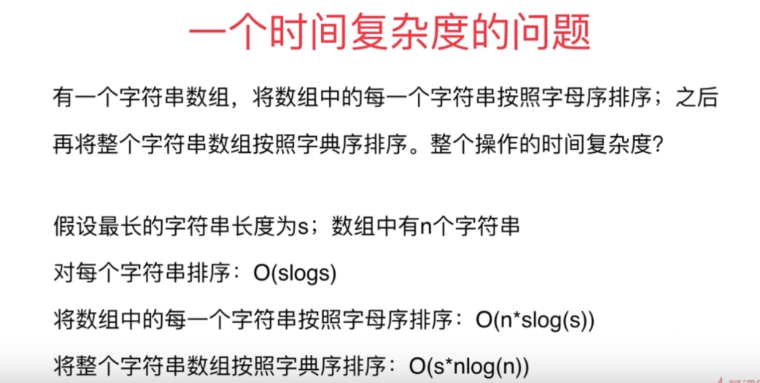 一个时间复杂度的问题
有一个字符串数组，将数组中的每一个字符串按照字母序排序；之后
再将整个字符串数组按照字典序排序。整个操作的时间复杂度？
假设最长的字符串长度为s；数组中有n个字符串
对每个字符串排序：O(slogs)
将数组中的每一个字符串按照字母序排序：O(n*slog(s))
将整个字符串数组按照字典序排序：O(s*nlog(n))